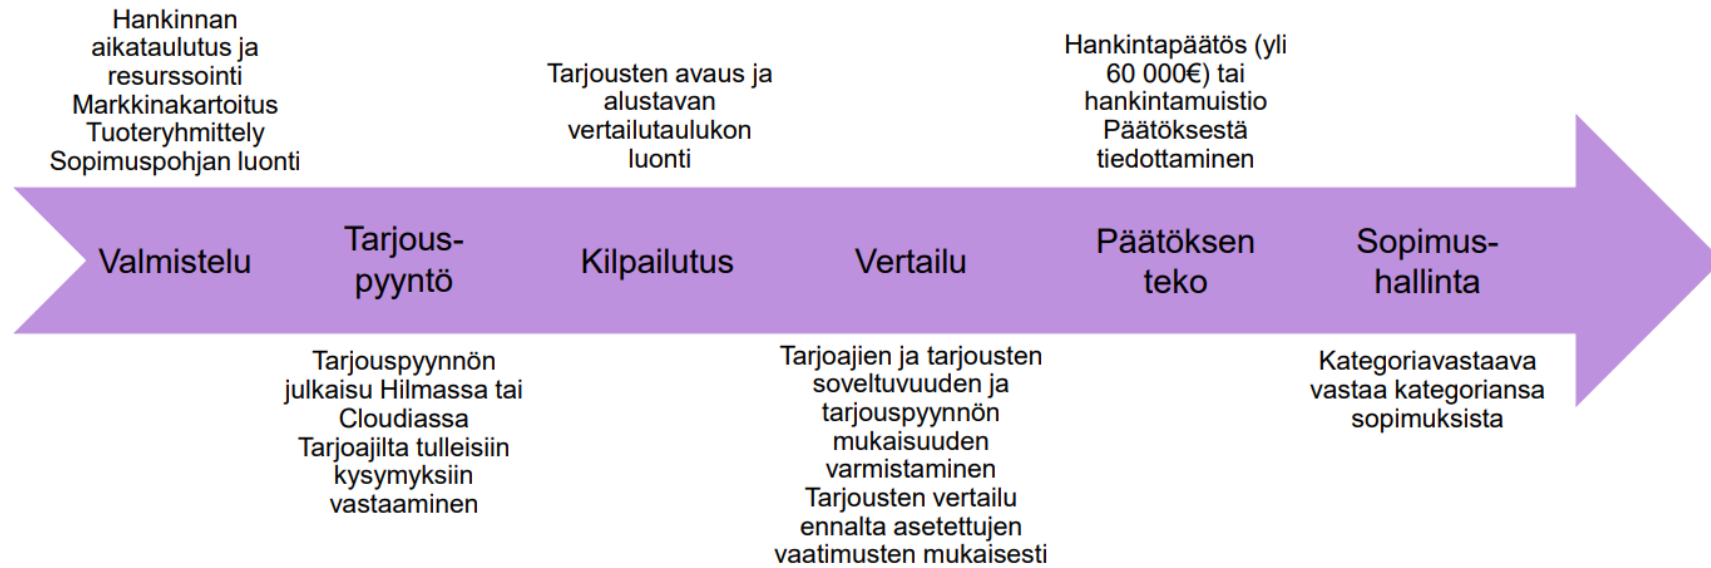 Hankinnan
aikataulutus ja
resurssointi
Markkinakartoitus
Tuoteryhmittely
Sopimuspohjan luonti
Tarjousten avaus ja
alustavan
vertailutaulukon
luonti
Hankintapäätös (yli
60 000€) tai
hankintamuistio
Päätöksestä
tiedottaminen
Valmistelu
Tarjous-
pyyntö
Kilpailutus
Vertailu
Päätöksen
teko
Sopimus-
hallinta
Tarjouspyynnön
julkaisu Hilmassa tai
Cloudiassa
Tarjoajilta tulleisiin
kysymyksiin
vastaaminen
Tarjoajien ja tarjousten
soveltuvuuden ja
tarjouspyynnön
mukaisuuden
varmistaminen
Tarjousten vertailu
ennalta asetettujen
vaatimusten mukaisesti
Kategoriavastaava
vastaa kategoriansa
sopimuksista